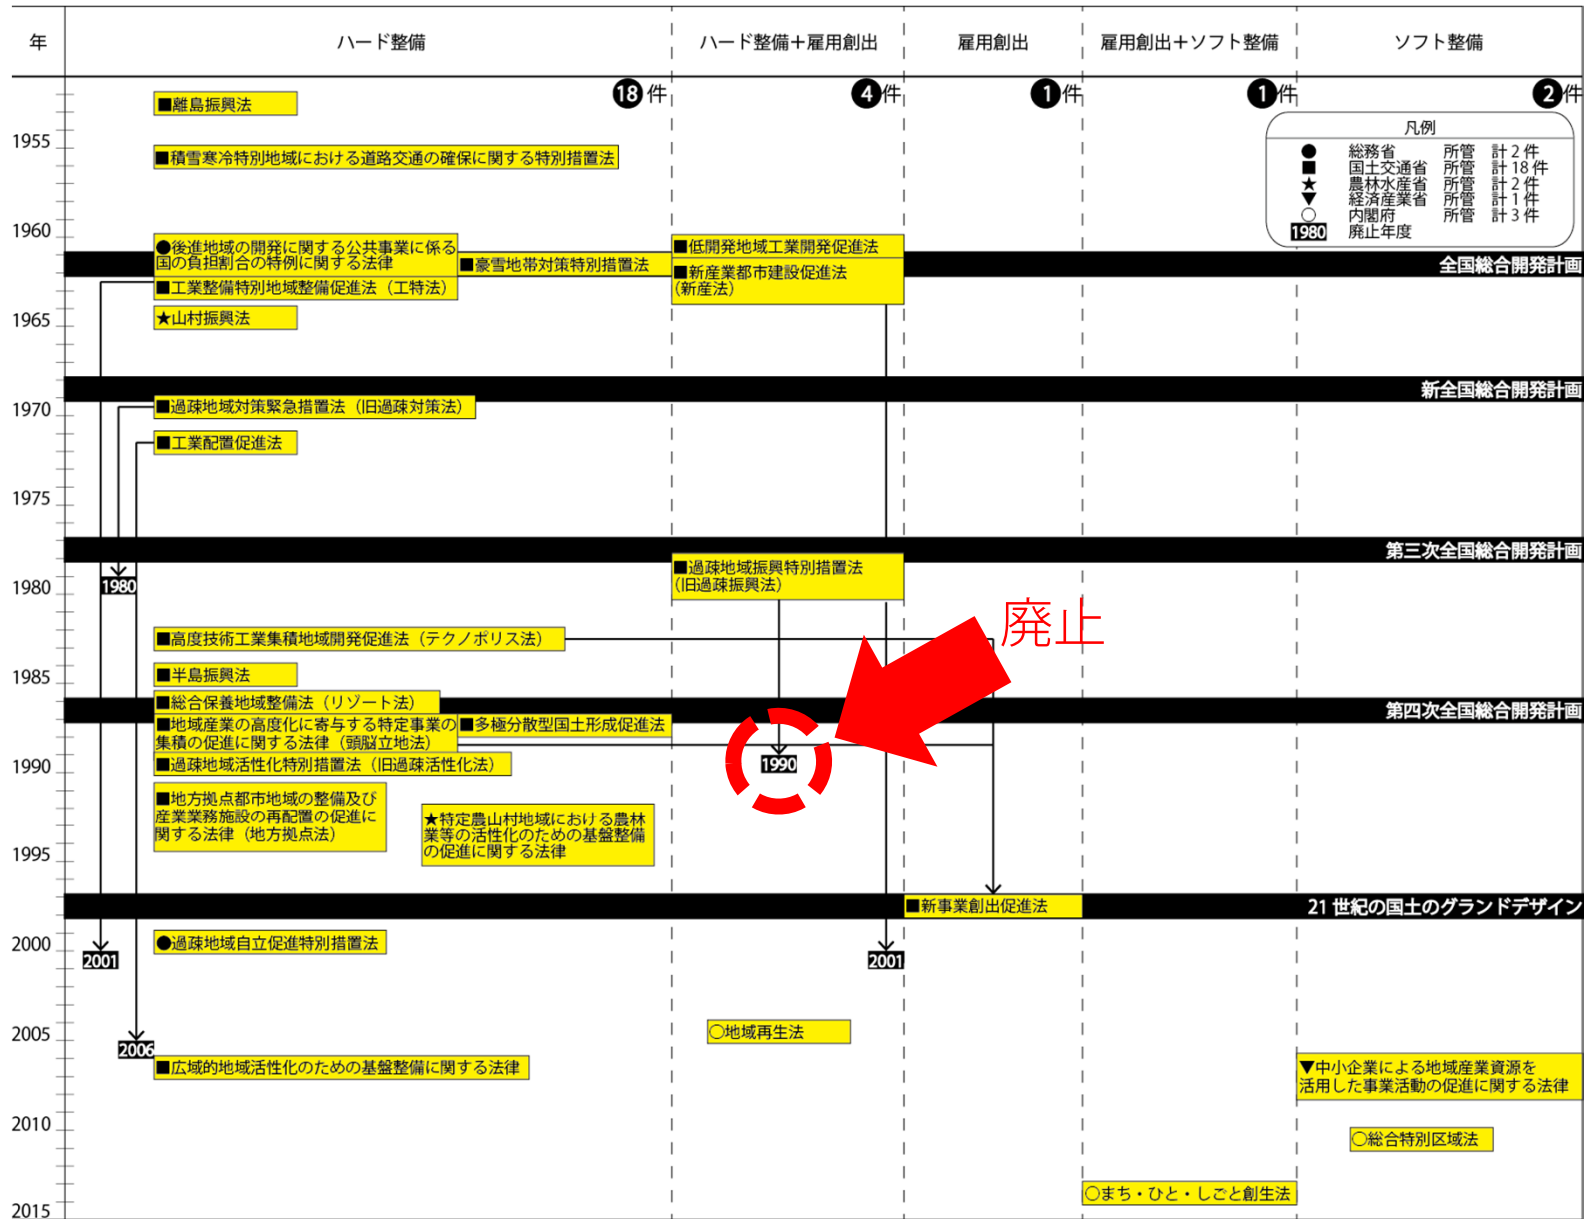 年
ハード整備
ハード整備＋雇用創出
雇用創出
雇用創出＋ソフト整備
ソフト整備
18件
4件
1件
1件
2件
凡例
● 総務省 所管 計2件
■ 国土交通省 所管 計18件
★ 農林水産省 所管 計2件
▼ 経済産業省 所管 計1件
○ 内閣府 所管 計3件
1980 廃止年度
■離島振興法
1955
■積雪寒冷特別地域における道路交通の確保に関する特別措置法
1960
●後進地域の開発に関する公共事業に係る
国の負担割合の特例に関する法律
■豪雪地帯対策特別措置法
■低開発地域工業開発促進法
■新産業都市建設促進法
(新産法)
全国総合開発計画
■工業整備特別地域整備促進法（工特法）
1965
★山村振興法
新全国総合開発計画
1970
■過疎地域対策緊急措置法（旧過疎対策法）
■工業配置促進法
1975
第三次全国総合開発計画
1980
1980
■過疎地域振興特別措置法
(旧過疎振興法)
廃止
■高度技術工業集積地域開発促進法（テクノポリス法）
1985
■半島振興法
■総合保養地域整備法（リゾート法）
第四次全国総合開発計画
■地域産業の高度化に寄与する特定事業の
集積の促進に関する法律（頭脳立地法）
■多極分散型国土形成促進法
1990
■過疎地域活性化特別措置法（旧過疎活性化法）
1990
■地方拠点都市地域の整備及び
産業業務施設の再配置の促進に
関する法律（地方拠点法）
★特定農山村地域における農林
業等の活性化のための基盤整備
の促進に関する法律
1995
■新事業創出促進法
21世紀の国土のグランドデザイン
2000
●過疎地域自立促進特別措置法
2001
2001
2005
○地域再生法
2006
■広域的地域活性化のための基盤整備に関する法律
▼中小企業による地域産業資源を
活用した事業活動の促進に関する法律
2010
○総合特別区域法
○まち・ひと・しごと創生法
2015